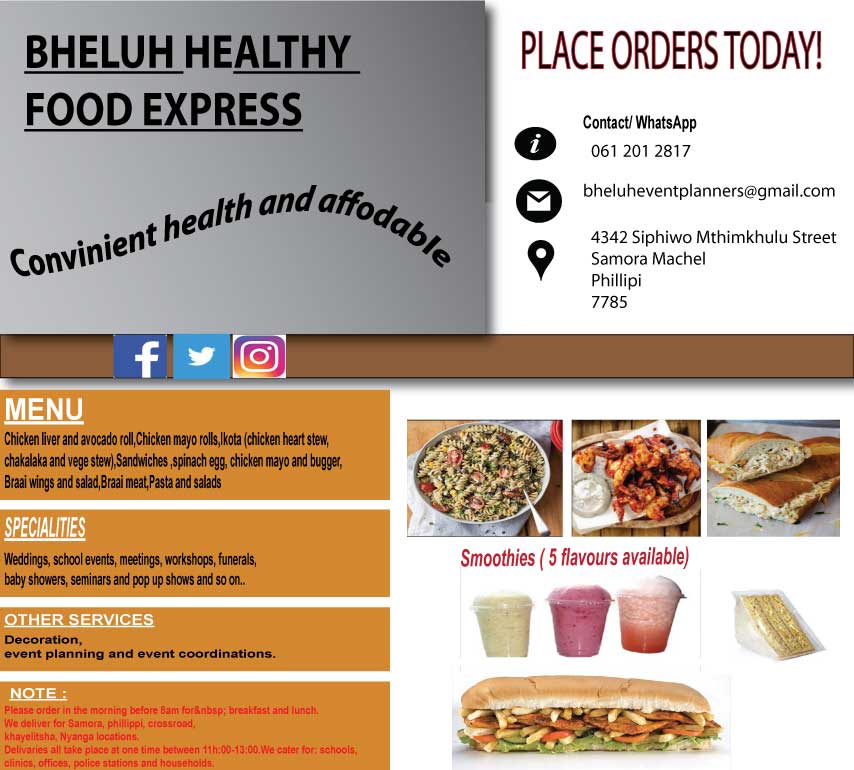 BHELUH HEALTHY
FOOD EXPRESS
Convinient health and affodable
PLACE ORDERS TODAY!
Contact/ WhatsApp
061 201 2817
bheluheventplanners@gmail.com
4342 Siphiwo Mthimkhulu Street
Samora Machel
Phillipi
7785
MENU
Chicken liver and avocado roll,Chicken mayo rolls,Ikota (chicken heart stew,
chakalaka and vege stew),Sandwiches ,spinach egg, chicken mayo and bugger,
Braai wings and salad,Braai meat,Pasta and salads
SPECIALITIES
Weddings, school events, meetings, workshops, funerals,
baby showers, seminars and pop up shows and so on..
OTHER SERVICES
Decoration,
event planning and event coordinations.
NOTE :
Please order in the morning before 8am for&nbsp; breakfast and lunch.
We deliver for Samora, phillippi, crossroad,
khayelitsha, Nyanga locations.
Delivaries all take place at one time between 11h:00-13:00.We cater for: schools,
clinics, offices, police stations and households.
Smoothies ( 5 flavours available)